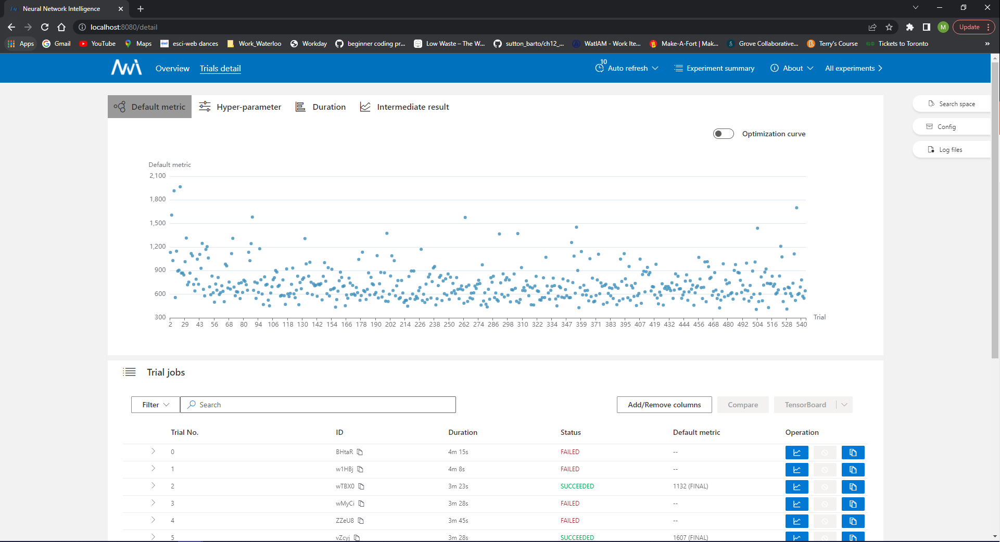 Neural Network Intelligence
localhost:8080/detail
Update
Apps Gmail YouTube Maps esci-web dances Work_Waterloo Workday beginner coding pr... Low Waste – The W... sutton_barto/ch12_... WatIAM - Work Ite... Make-A-Fort | Mak... Grove Collaborative... Terry's Course Tickets to Toronto »
Overview Trials detail 10 Auto refresh Experiment summary About All experiments
Default metric Hyper-parameter Duration Intermediate result
Search space
Config
Log files
Optimization curve
Default metric
2,100
1,800
1,500
1,200
900
600
300
2 29 43 56 68 80 94 106 118 130 142 154 166 178 190 202 214 226 238 250 262 274 286 298 310 322 334 347 359 371 383 395 407 419 432 444 456 468 480 492 504 516 528 540
Trial
Trial jobs
Filter Search Add/Remove columns Compare TensorBoard
Trial No. ID Duration Status Default metric Operation
0 BHtaR 4m 15s FAILED --
1 w1HBj 4m 8s FAILED --
2 wTBX0 3m 23s SUCCEEDED 1132 (FINAL)
3 wMyCi 3m 28s FAILED --
4 ZZeU8 3m 45s FAILED --
5 vZcyj 3m 28s SUCCEEDED 1607 (FINAL)